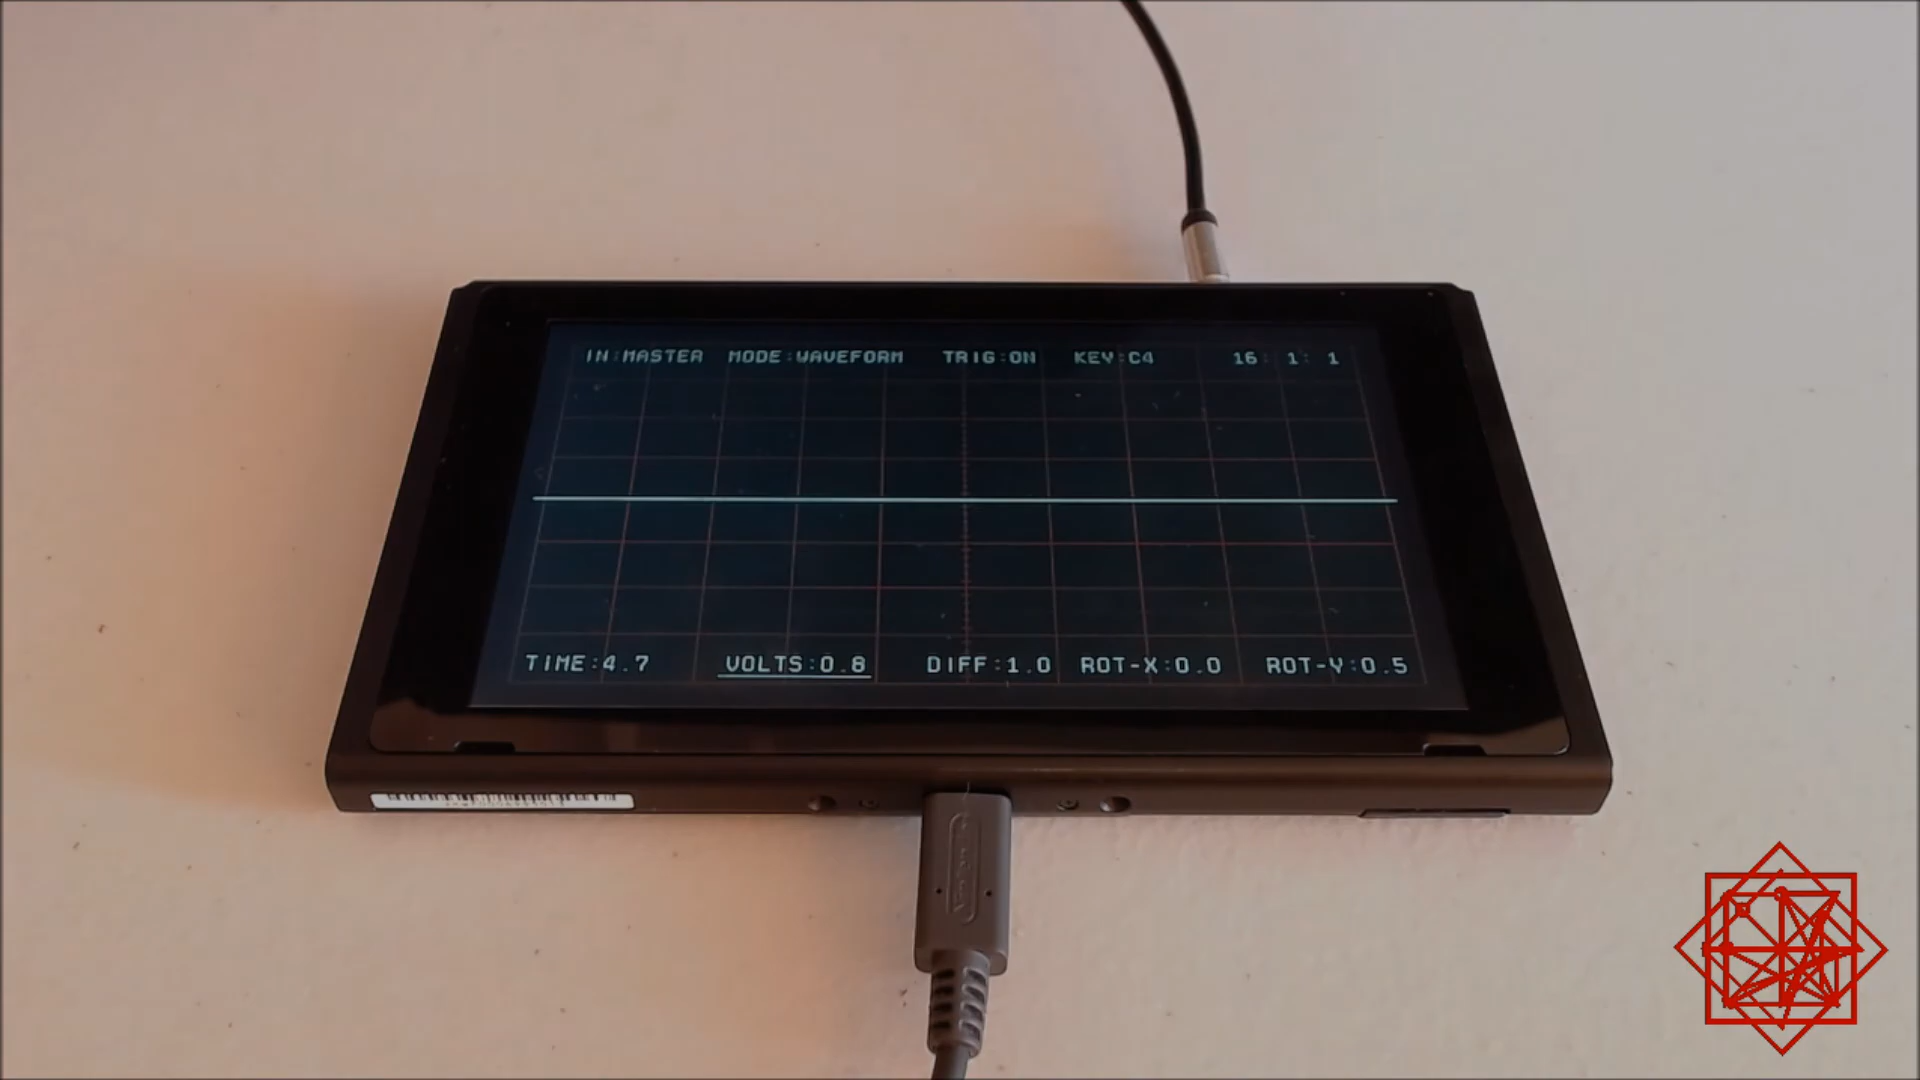 IN:MASTER MODE:WAVEFORM TRIG:ON KEY:C4 16: 1: 1
TIME:4.7 VOLTS:0.8 DIFF:1.0 ROT-X:0.0 ROT-Y:0.5